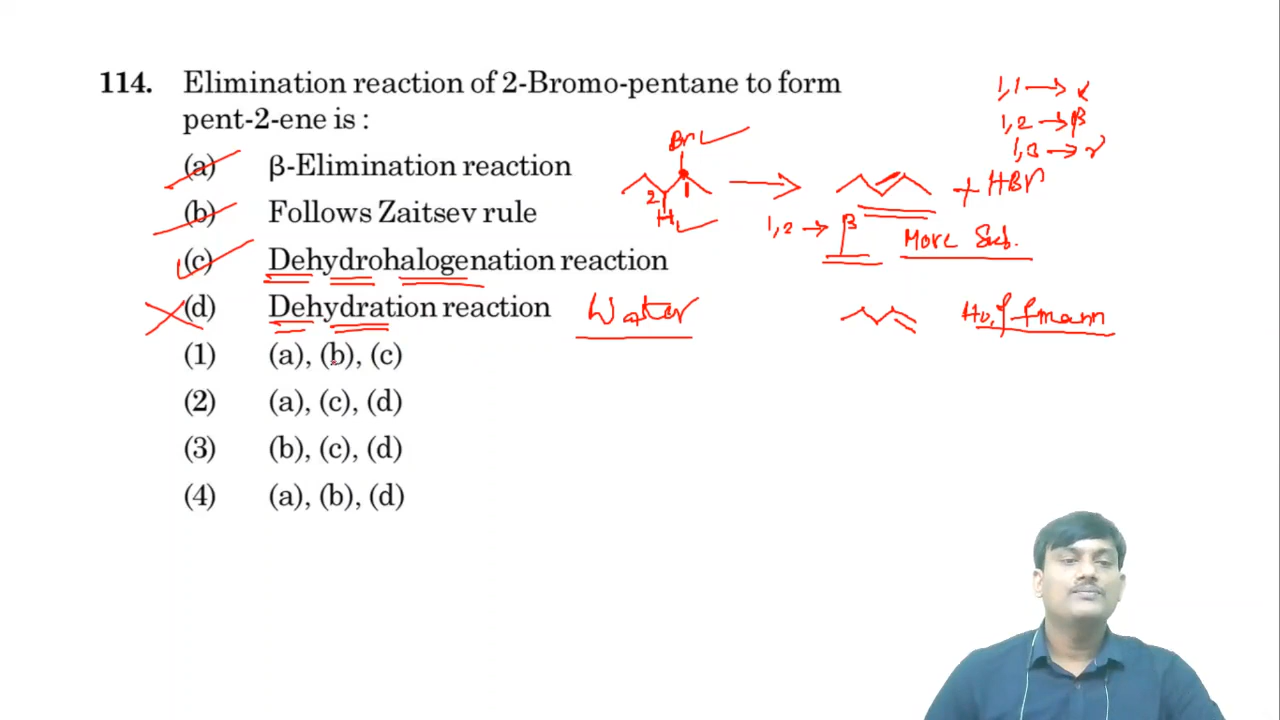 114. Elimination reaction of 2-Bromo-pentane to form
pent-2-ene is :
(a) β-Elimination reaction
(b) Follows Zaitsev rule
(c) Dehydrohalogenation reaction
(d) Dehydration reaction
(1) (a), (b), (c)
(2) (a), (c), (d)
(3) (b), (c), (d)
(4) (a), (b), (d)
1,1 → α
1,2 → β
1,3 → γ
Br
1
2
H
+ HBr
1,2 → β
More Sub.
Water
Hoffmann